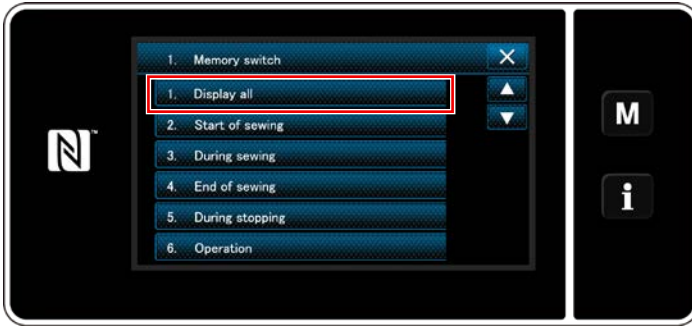 1. Memory switch
1. Display all
2. Start of sewing
3. During sewing
4. End of sewing
5. During stopping
6. Operation
M
i